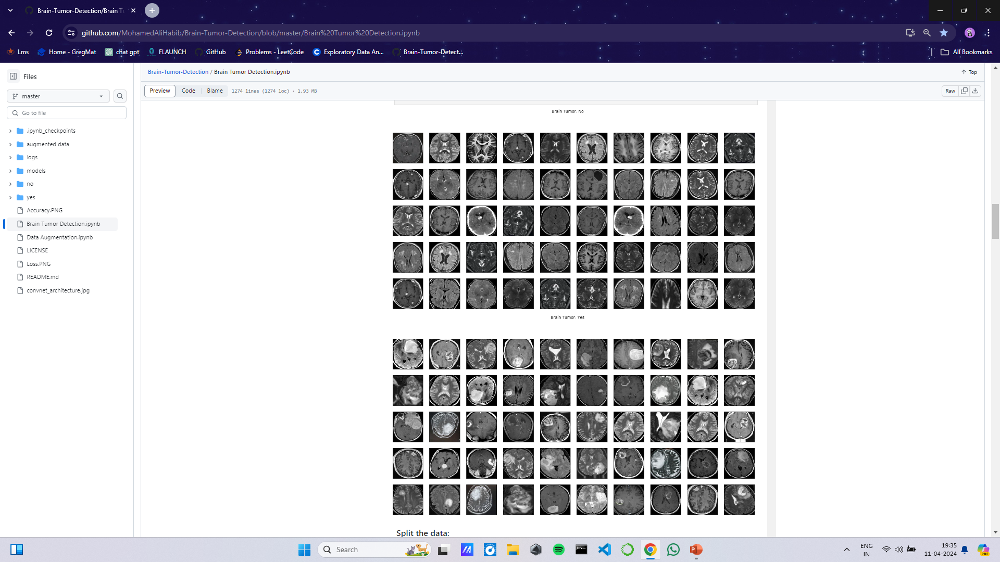 Brain-Tumor-Detection/Brain Tu
github.com/MohamedAliHabib/Brain-Tumor-Detection/blob/master/Brain%20Tumor%20Detection.ipynb
Lms
Home - GregMat
chat gpt
FLAUNCH
GitHub
Problems - LeetCode
Exploratory Data An...
Brain-Tumor-Detect...
All Bookmarks
Files
Brain-Tumor-Detection / Brain Tumor Detection.ipynb
Top
master
Preview
Code
Blame
1274 lines (1274 loc) · 1.93 MB
Raw
Go to file
.ipynb_checkpoints
augmented data
logs
models
no
yes
Accuracy.PNG
Brain Tumor Detection.ipynb
Data Augmentation.ipynb
LICENSE
Loss.PNG
README.md
convnet_architecture.jpg
Brain Tumor: No
Brain Tumor: Yes
Split the data:
Search
ENG
IN
19:35
11-04-2024
PRE